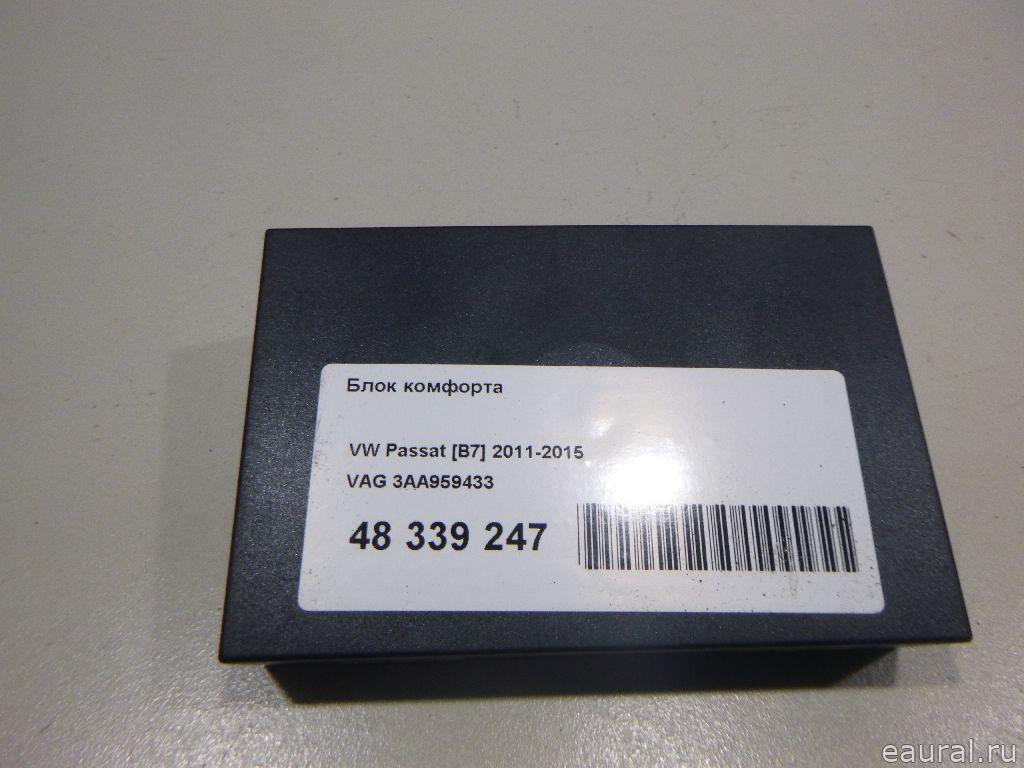 Блок комфорта
VW Passat [B7] 2011-2015
VAG 3AA959433
48 339 247
eaural.ru